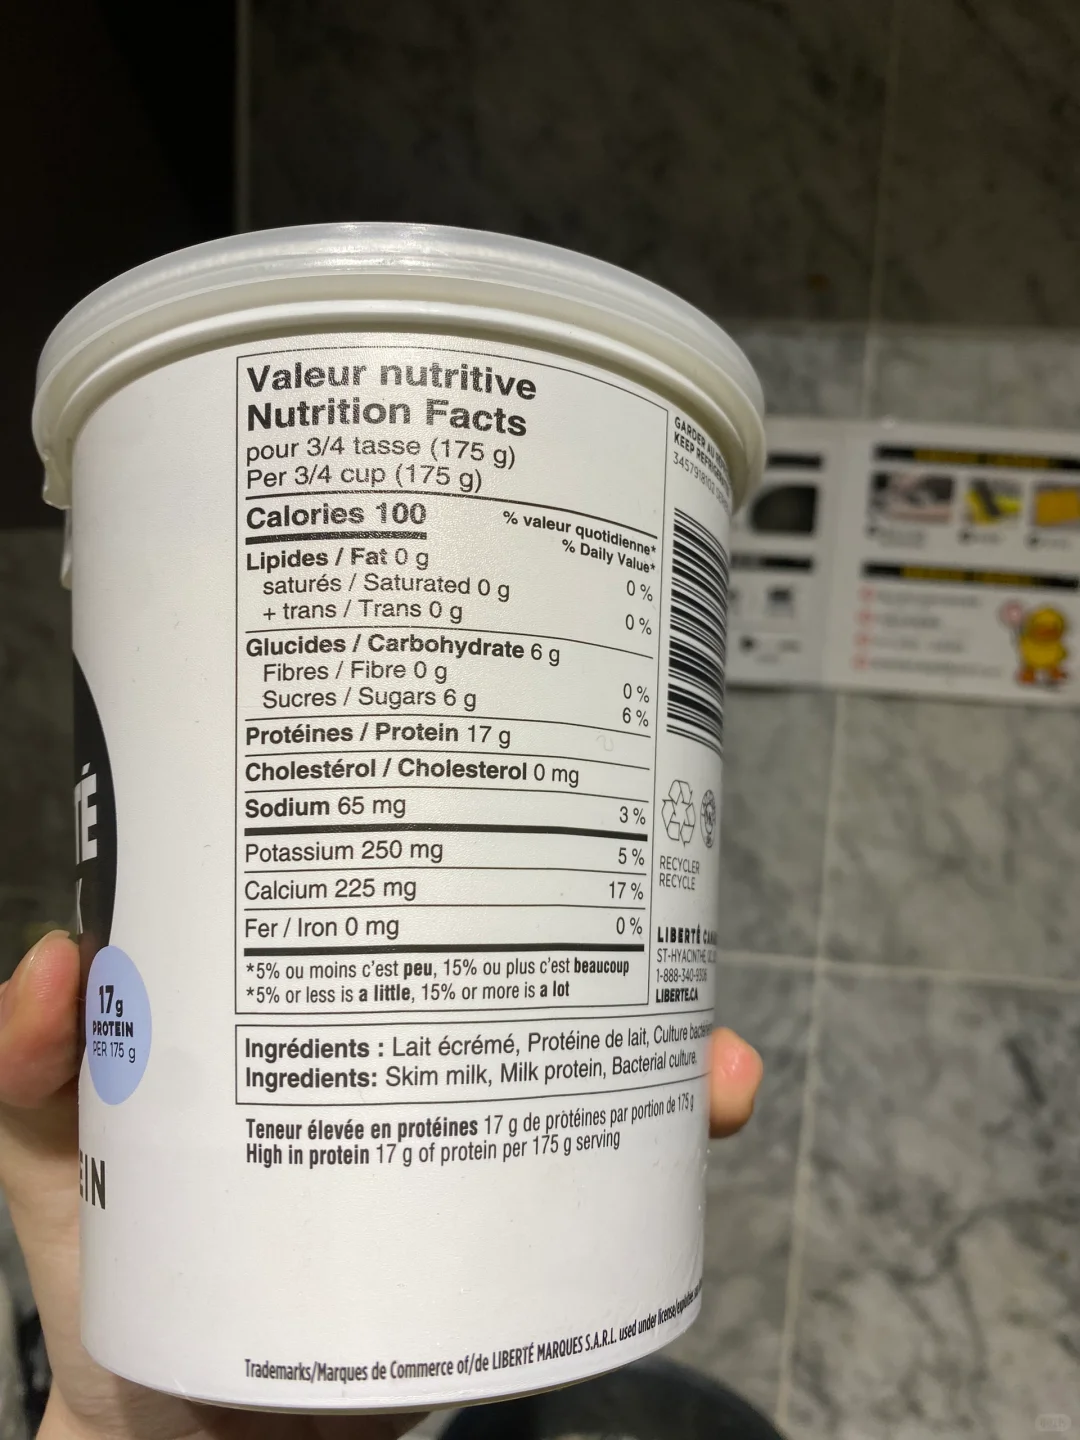 Valeur nutritive
Nutrition Facts
pour 3/4 tasse (175 g)
Per 3/4 cup (175 g)
Calories 100
% valeur quotidienne*
% Daily Value*
Lipides / Fat 0 g
0 %
saturés / Saturated 0 g
+ trans / Trans 0 g
0 %
Glucides / Carbohydrate 6 g
Fibres / Fibre 0 g
0 %
Sucres / Sugars 6 g
6 %
Protéines / Protein 17 g
Cholestérol / Cholesterol 0 mg
Sodium 65 mg
3 %
Potassium 250 mg
5 %
Calcium 225 mg
17 %
Fer / Iron 0 mg
0 %
*5% ou moins c'est peu, 15% ou plus c'est beaucoup
*5% or less is a little, 15% or more is a lot
Ingrédients : Lait écrémé, Protéine de lait, Culture
Ingredients: Skim milk, Milk protein, Bacterial culture.
Teneur élevée en protéines 17 g de protéines par portion de 175 g
High in protein 17 g of protein per 175 g serving
Trademarks/Marques de Commerce of/de LIBERTÉ MARQUES S.A.R.L. used under
GARDER AU
KEEP
RECYCLER
RECYCLE
LIBERTÉ
ST-HYACINTHE,
LIBERTE.CA
TÉ
17g
PROTEIN
PER 175 g
EIN